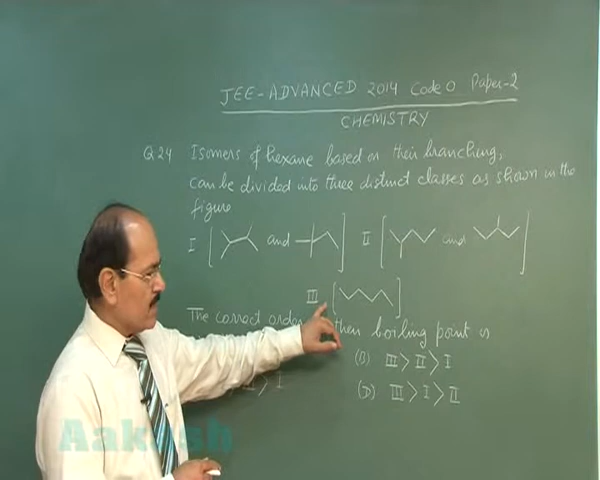 JEE-ADVANCED 2014 Code 0 Paper-2
CHEMISTRY
Q.24 Isomers of hexane based on their branching,
can be divided into three distinct classes as shown in the
figure
I and II and
III
The correct order their boiling point is
(B) III > II > I
> I
(D) III > I > II
Aakash